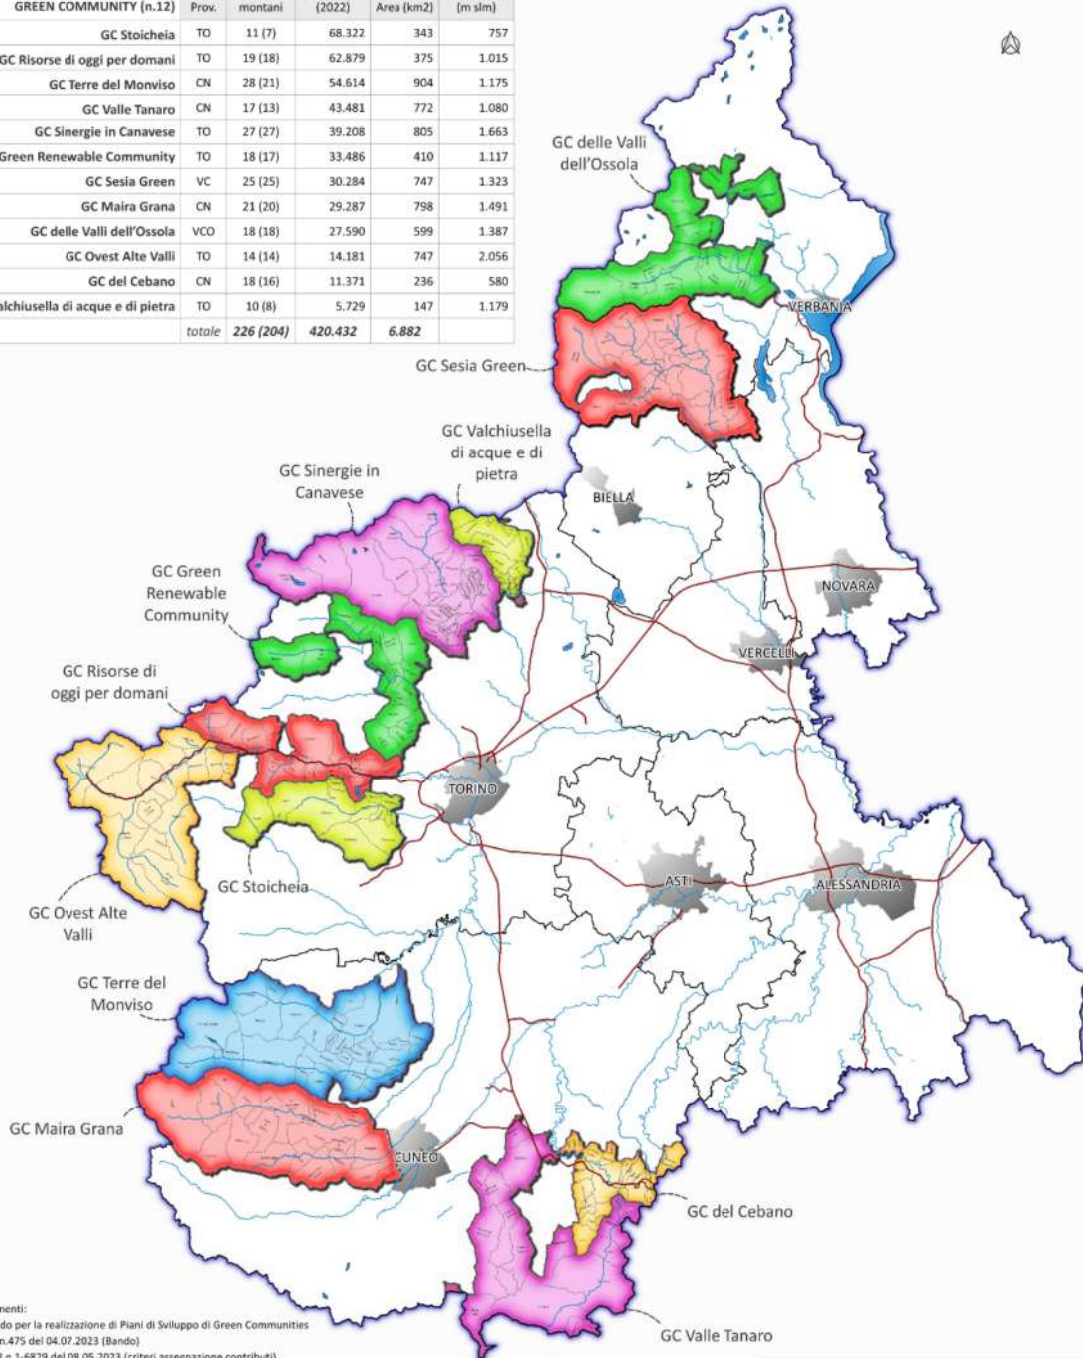 GREEN COMMUNITY (n.12) Prov. montani (2022) Area (km2) (m slm)
GC Stoicheia TO 11 (7) 68.322 343 757
GC Risorse di oggi per domani TO 19 (18) 62.879 375 1.015
GC Terre del Monviso CN 28 (21) 54.614 904 1.175
GC Valle Tanaro CN 17 (13) 43.481 772 1.080
GC Sinergie in Canavese TO 27 (27) 39.208 805 1.663
Green Renewable Community TO 18 (17) 33.486 410 1.117
GC Sesia Green VC 25 (25) 30.284 747 1.323
GC Maira Grana CN 21 (20) 29.287 798 1.491
GC delle Valli dell'Ossola VCO 18 (18) 27.590 599 1.387
GC Ovest Alte Valli TO 14 (14) 14.181 747 2.056
GC del Cebano CN 18 (16) 11.371 236 580
alchiusella di acque e di pietra TO 10 (8) 5.729 147 1.179
totale 226 (204) 420.432 6.882
GC delle Valli
dell'Ossola
VERBANIA
GC Sesia Green
GC Valchiusella
di acque e di
pietra
GC Sinergie in
Canavese
BIELLA
GC Green
Renewable
Community
NOVARA
VERCELLI
GC Risorse di
oggi per domani
TORINO
GC Stoicheia
ASTI
ALESSANDRIA
GC Ovest Alte
Valli
GC Terre del
Monviso
GC Maira Grana
CUNEO
GC del Cebano
GC Valle Tanaro
nenti:
do per la realizzazione di Piani di Sviluppo di Green Communities
n.475 del 04.07.2023 (Bando)
n.1-6829 del 08.05.2023 (criteri assegnazione contributi)